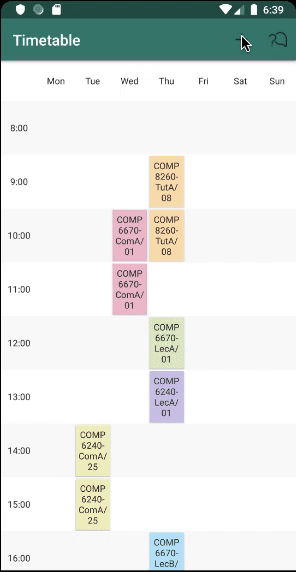 6:39
Timetable
Mon Tue Wed Thu Fri Sat Sun
8:00
9:00
COMP
8260-
TutA/
08
10:00
COMP
6670-
ComA/
01
COMP
8260-
TutA/
08
11:00
COMP
6670-
ComA/
01
12:00
COMP
6670-
LecA/
01
13:00
COMP
6240-
LecA/
01
14:00
COMP
6240-
ComA/
25
15:00
COMP
6240-
ComA/
25
16:00
COMP
6670-
LecB/